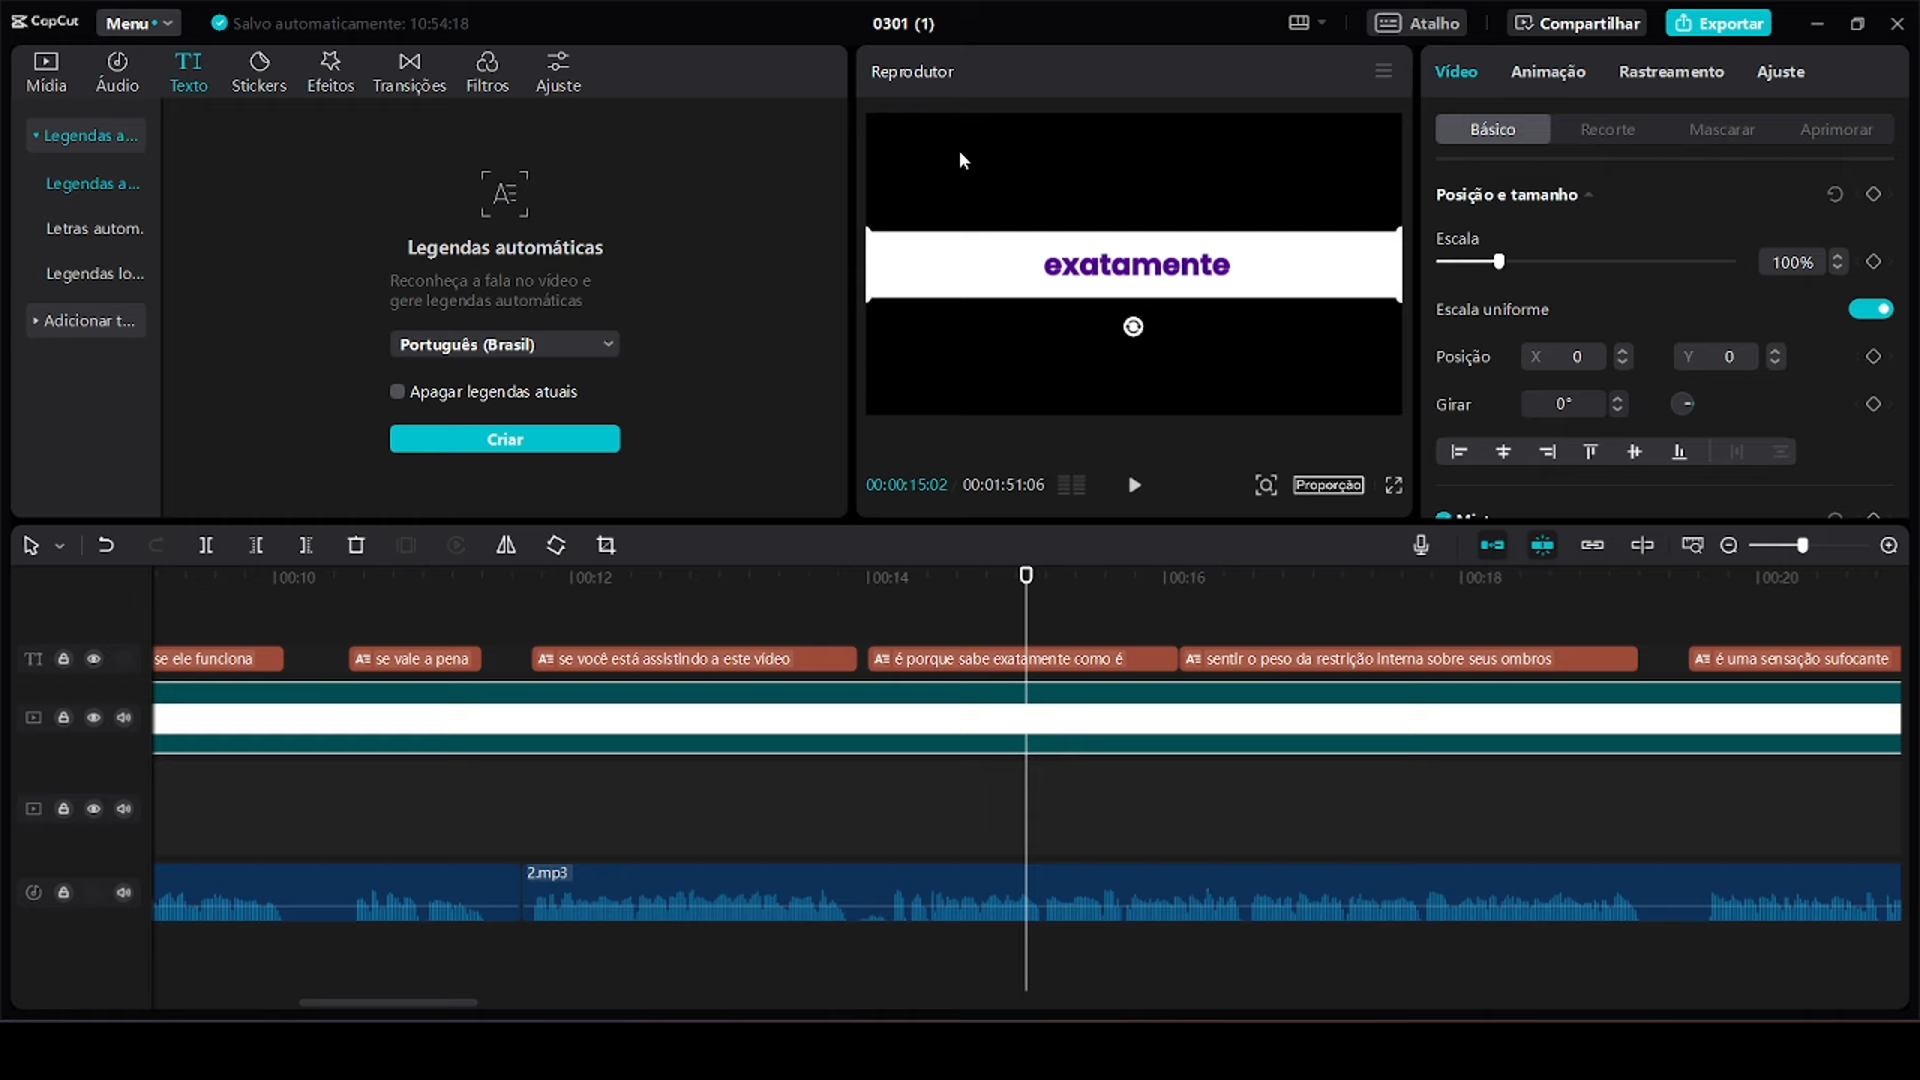 CapCut
Menu
Salvo automaticamente: 10:54:18
0301 (1)
Atalho
Compartilhar
Exportar
Mídia
Áudio
Texto
Stickers
Efeitos
Transições
Filtros
Ajuste
Legendas a...
Legendas a...
Letras autom.
Legendas lo...
Adicionar t...
Legendas automáticas
Reconheça a fala no vídeo e
gere legendas automáticas
Português (Brasil)
Apagar legendas atuais
Criar
Reprodutor
exatamente
00:00:15:02
00:01:51:06
Proporção
Vídeo
Animação
Rastreamento
Ajuste
Básico
Recorte
Mascarar
Aprimorar
Posição e tamanho
Escala
100%
Escala uniforme
Posição
X 0
Y 0
Girar
0°
00:10
00:12
00:14
00:16
00:18
00:20
TI
se ele funciona
se vale a pena
se você está assistindo a este vídeo
é porque sabe exatamente como é
sentir o peso da restrição interna sobre seus ombros
é uma sensação sufocante
2.mp3